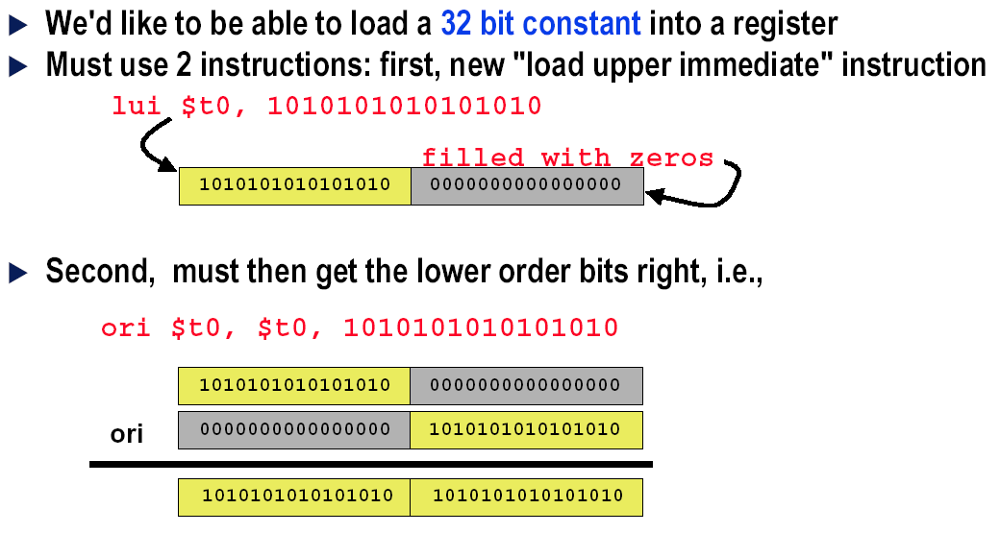 We'd like to be able to load a 32 bit constant into a register
Must use 2 instructions: first, new "load upper immediate" instruction
lui $t0, 1010101010101010
filled with zeros
1010101010101010 0000000000000000
Second, must then get the lower order bits right, i.e.,
ori $t0, $t0, 1010101010101010
1010101010101010 0000000000000000
ori 0000000000000000 1010101010101010
1010101010101010 1010101010101010